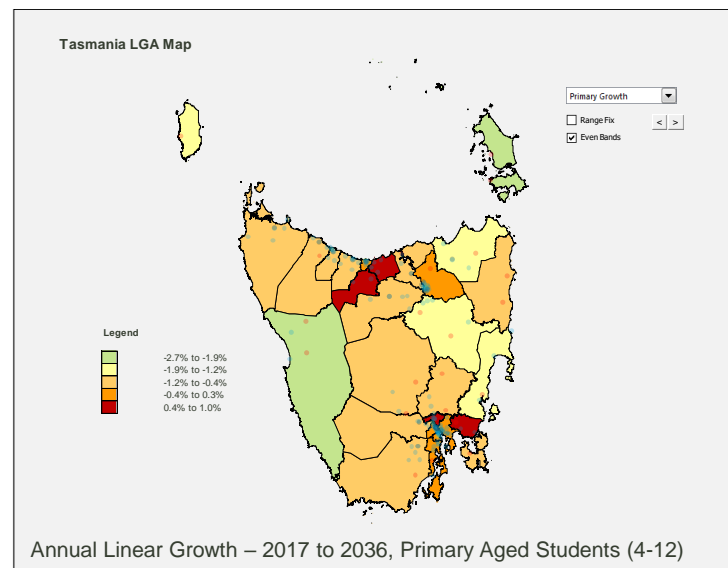 Tasmania LGA Map
Primary Growth
Range Fix
< >
Even Bands
Legend
-2.7% to -1.9%
-1.9% to -1.2%
-1.2% to -0.4%
-0.4% to 0.3%
0.4% to 1.0%
Annual Linear Growth – 2017 to 2036, Primary Aged Students (4-12)